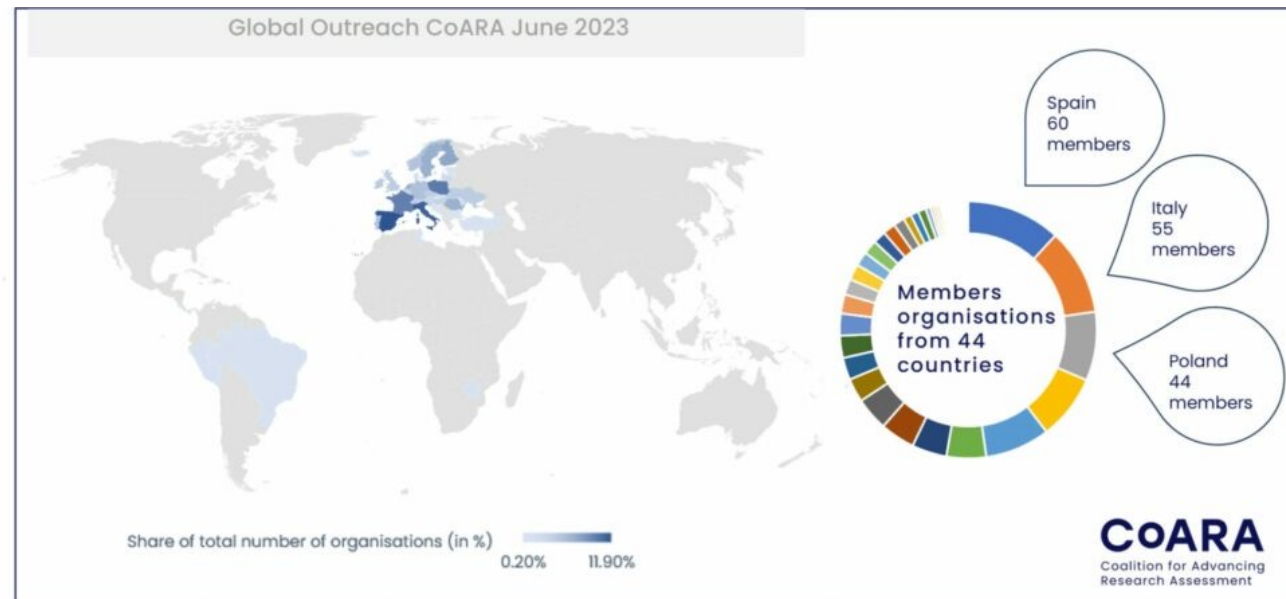 Global Outreach CoARA June 2023
Spain
60
members
Italy
55
members
Poland
44
members
Members
organisations
from 44
countries
Share of total number of organisations (in %)
0.20%
11.90%
CoARA
Coalition for Advancing
Research Assessment